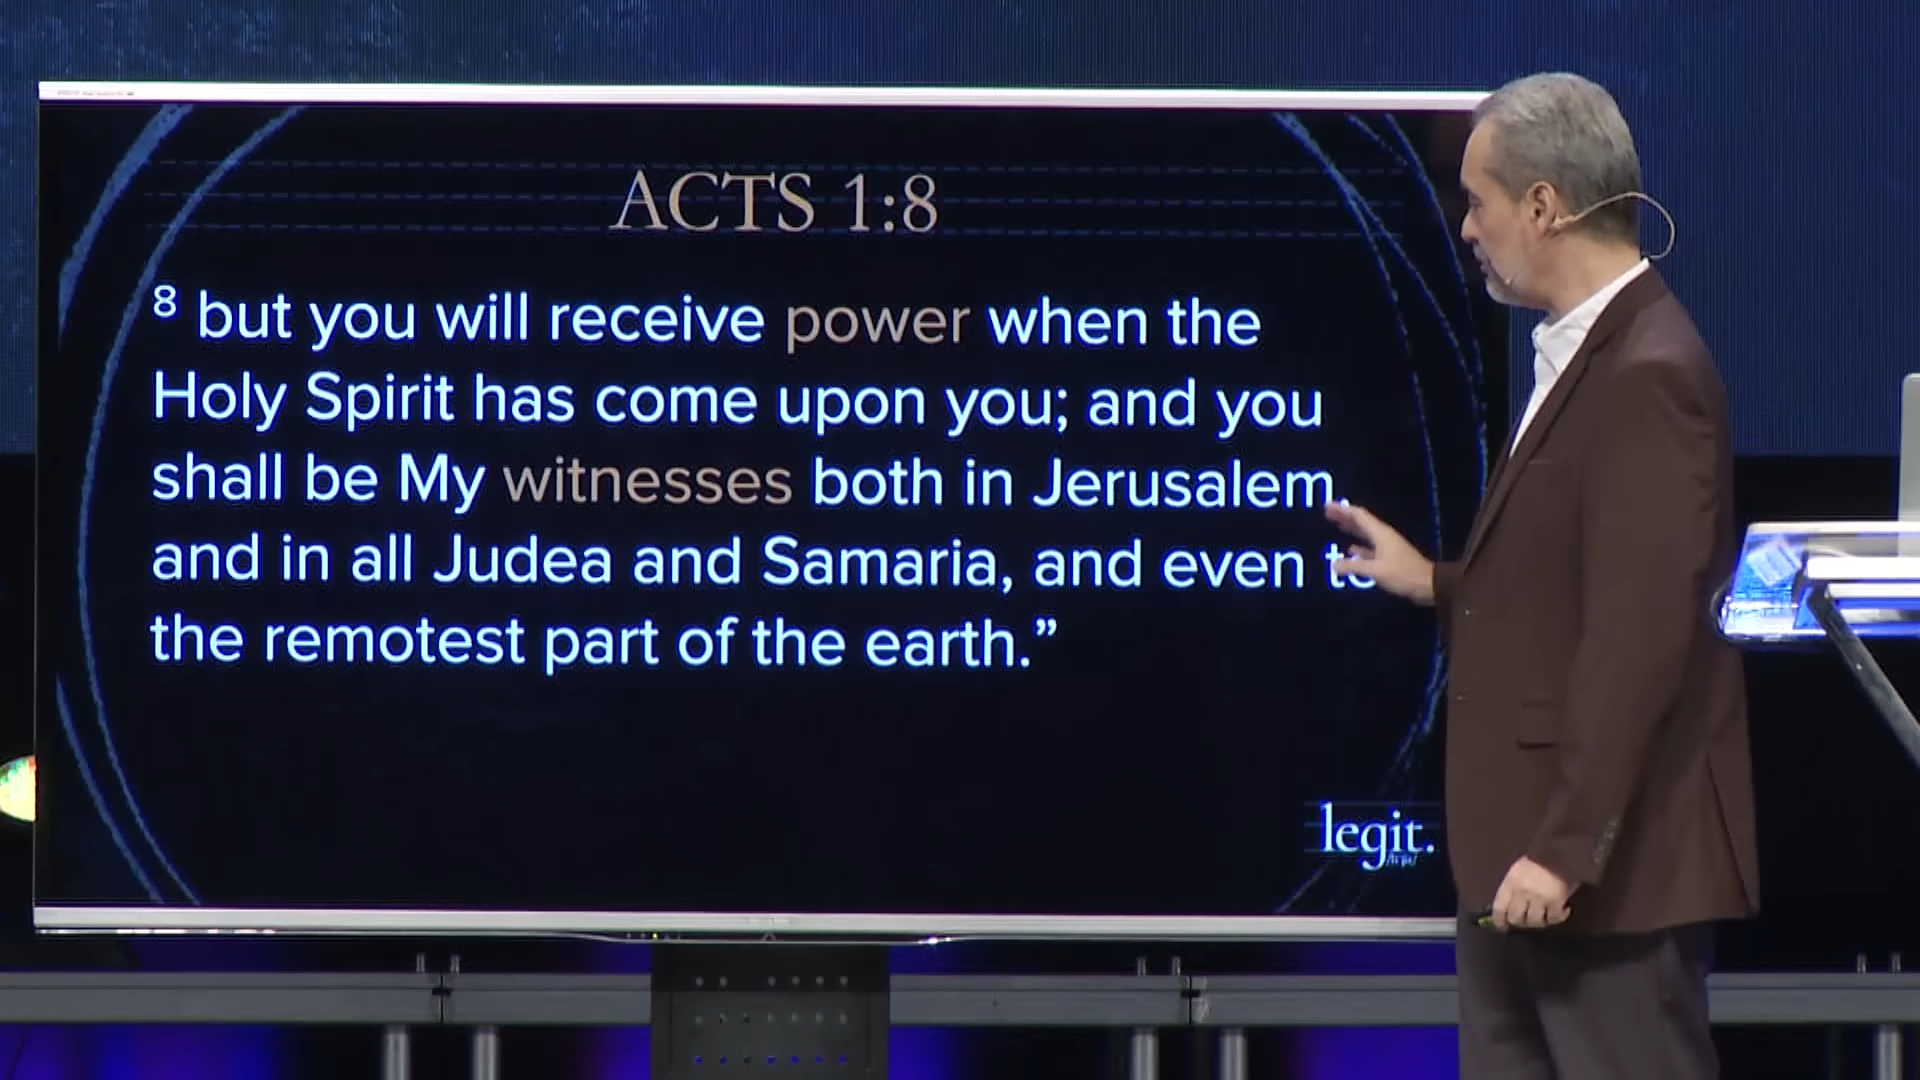 ACTS 1:8
8 but you will receive power when the
Holy Spirit has come upon you; and you
shall be My witnesses both in Jerusalem,
and in all Judea and Samaria, and even to
the remotest part of the earth.”
legit.